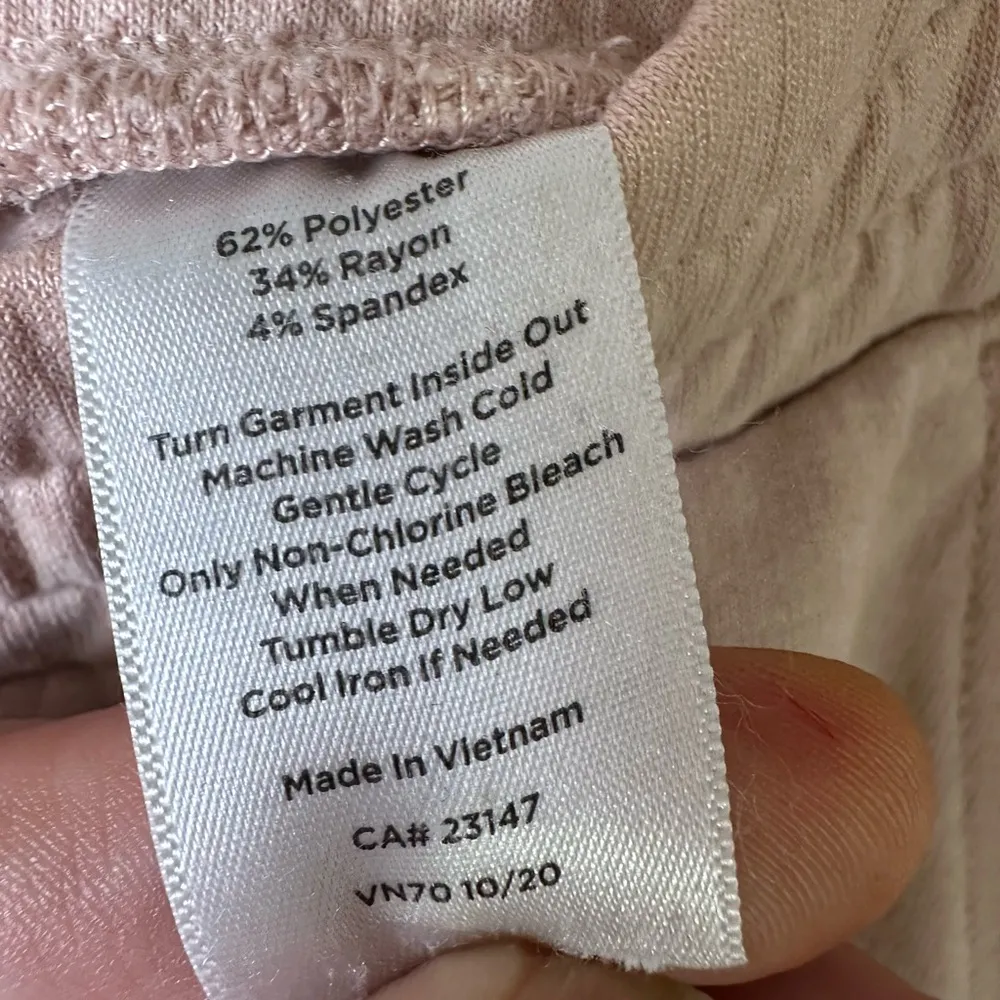 62% Polyester
34% Rayon
4% Spandex
Turn Garment Inside Out
Machine Wash Cold
Gentle Cycle
Only Non-Chlorine Bleach
When Needed
Tumble Dry Low
Cool Iron If Needed
Made In Vietnam
CA# 23147
VN70 10/20